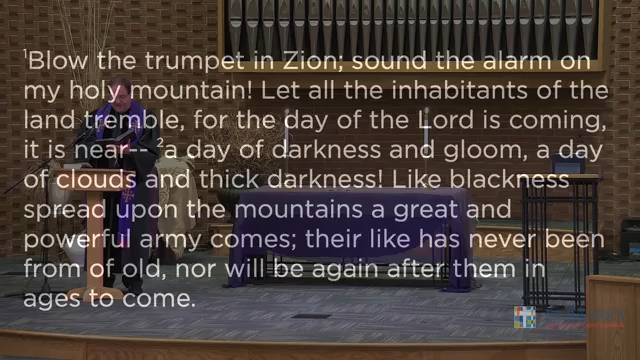 ¹Blow the trumpet in Zion; sound the alarm on
my holy mountain! Let all the inhabitants of the
land tremble, for the day of the Lord is coming,
it is near— ²a day of darkness and gloom, a day
of clouds and thick darkness! Like blackness
spread upon the mountains a great and
powerful army comes; their like has never been
from of old, nor will be again after them in
ages to come.